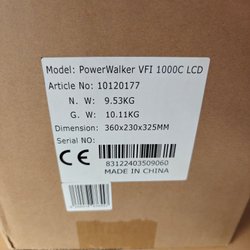 Model: PowerWalker VFI 1000C LCD
Article No: 10120177
N. W: 9.53KG
G. W: 10.11KG
Dimension: 360x230x325MM
Serial NO:
CE
83122403509060
MADE IN CHINA